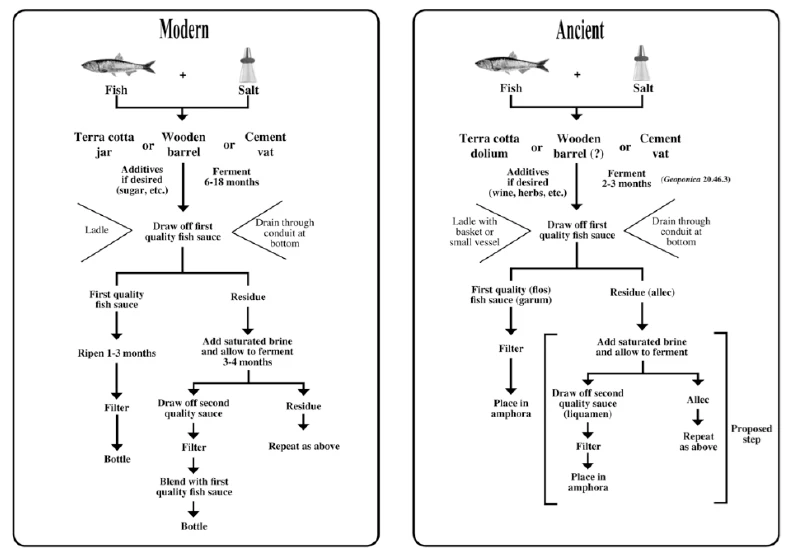 Modern
+
Fish
Salt
Terra cotta
jar
or
Wooden
barrel
or
Cement
vat
Additives
if desired
(sugar, etc.)
Ferment
6-18 months
Ladle
Draw off first
quality fish sauce
Drain through
conduit at
bottom
First quality
fish sauce
Residue
Ripen 1-3 months
Add saturated brine
and allow to ferment
3-4 months
Filter
Draw off second
quality sauce
Residue
Bottle
Filter
Repeat as above
Blend with first
quality fish sauce
Bottle
Ancient
+
Fish
Salt
Terra cotta
dolium
or
Wooden
barrel (?)
or
Cement
vat
Additives
if desired
(wine, herbs, etc.)
Ferment
2-3 months
(Geoponica 20.46.3)
Ladle with
basket or
small vessel
Draw off first
quality fish sauce
Drain through
conduit at
bottom
First quality (flos)
fish sauce (garum)
Residue (allec)
Filter
Add saturated brine
and allow to ferment
Place in
amphora
Draw off second
quality sauce
(liquamen)
Allec
Filter
Repeat
as above
Place in
amphora
Proposed
step